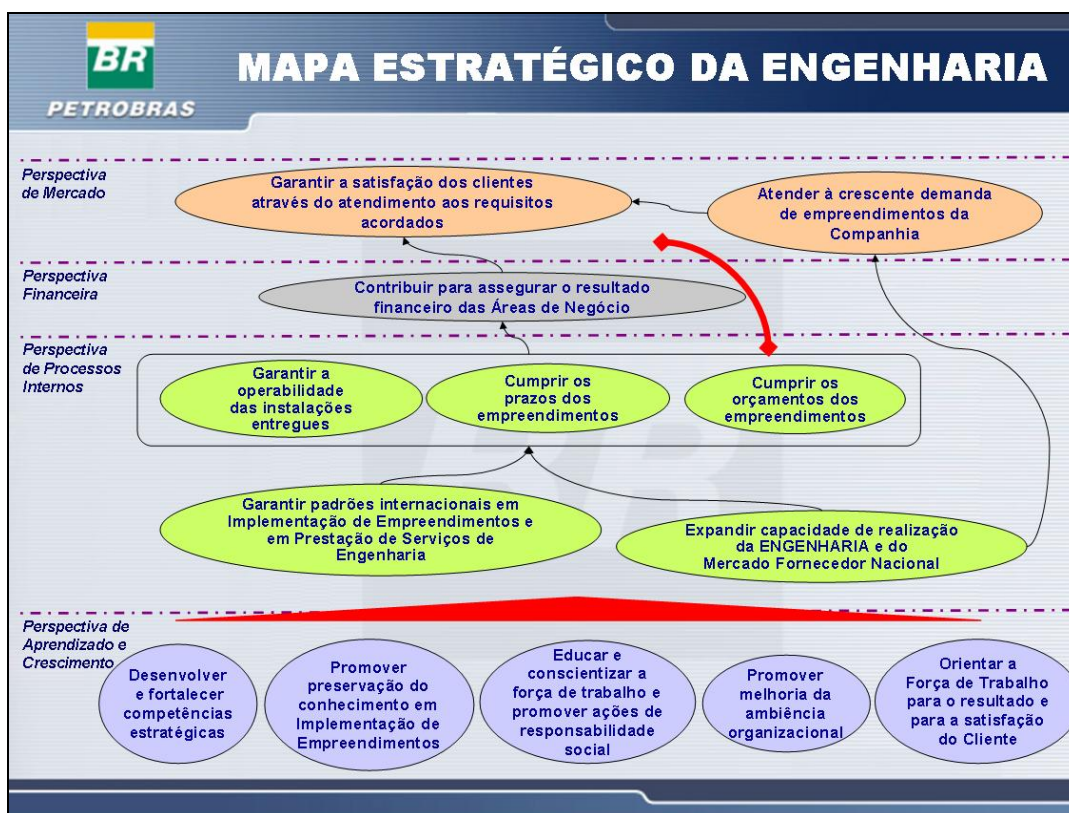 BR
PETROBRAS
MAPA ESTRATÉGICO DA ENGENHARIA
Perspectiva
de Mercado
Garantir a satisfação dos clientes
através do atendimento aos requisitos
acordados
Atender à crescente demanda
de empreendimentos da
Companhia
Perspectiva
Financeira
Contribuir para assegurar o resultado
financeiro das Áreas de Negócio
Perspectiva
de Processos
Internos
Garantir a
operabilidade
das instalações
entregues
Cumprir os
prazos dos
empreendimentos
Cumprir os
orçamentos dos
empreendimentos
Garantir padrões internacionais em
Implementação de Empreendimentos e
em Prestação de Serviços de
Engenharia
Expandir capacidade de realização
da ENGENHARIA e do
Mercado Fornecedor Nacional
Perspectiva de
Aprendizado e
Crescimento
Desenvolver
e fortalecer
competências
estratégicas
Promover
preservação do
conhecimento em
Implementação de
Empreendimentos
Educar e
conscientizar a
força de trabalho e
promover ações de
responsabilidade
social
Promover
melhoria da
ambiência
organizacional
Orientar a
Força de Trabalho
para o resultado e
para a satisfação
do Cliente